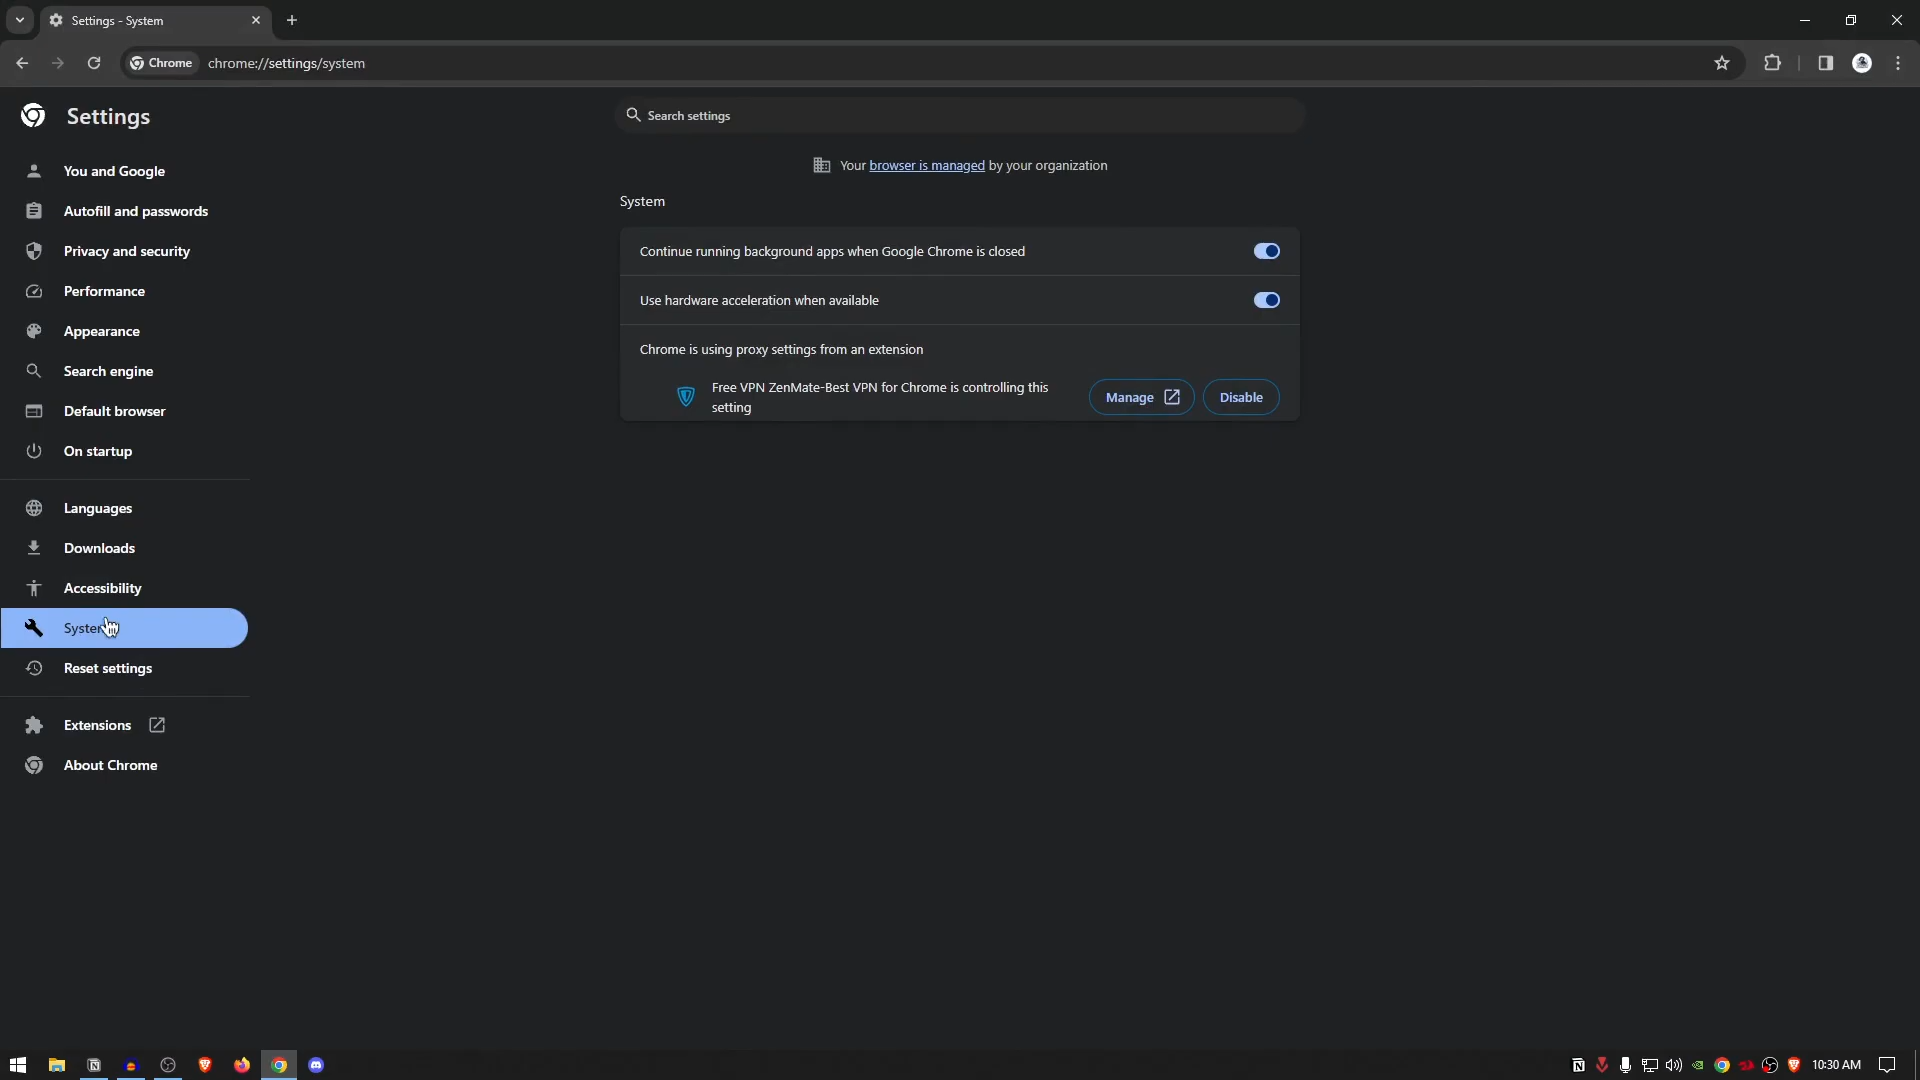 Settings - System
Chrome
chrome://settings/system
Settings
Search settings
Your browser is managed by your organization
You and Google
Autofill and passwords
Privacy and security
Performance
Appearance
Search engine
Default browser
On startup
Languages
Downloads
Accessibility
System
Reset settings
Extensions
About Chrome
System
Continue running background apps when Google Chrome is closed
Use hardware acceleration when available
Chrome is using proxy settings from an extension
Free VPN ZenMate-Best VPN for Chrome is controlling this
setting
Manage
Disable
10:30 AM